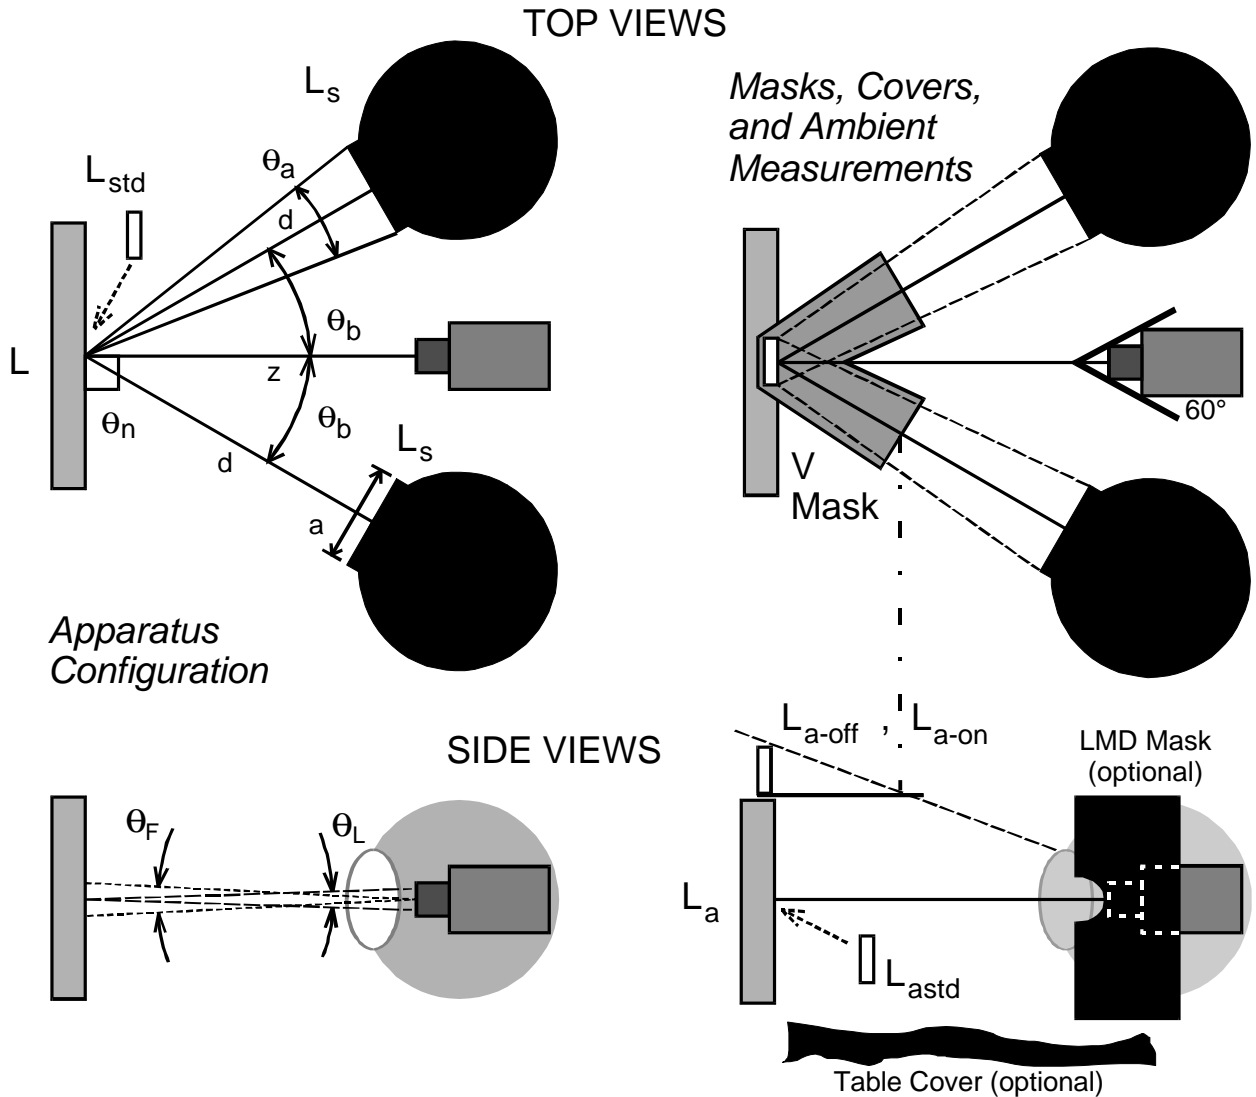 TOP VIEWS
Ls
θa
Lstd
d
θb
L
z
θn
θb
d
Ls
a
Apparatus
Configuration
Masks, Covers,
and Ambient
Measurements
60°
V
Mask
SIDE VIEWS
La-off , La-on
LMD Mask
(optional)
θF
θL
La
Lastd
Table Cover (optional)